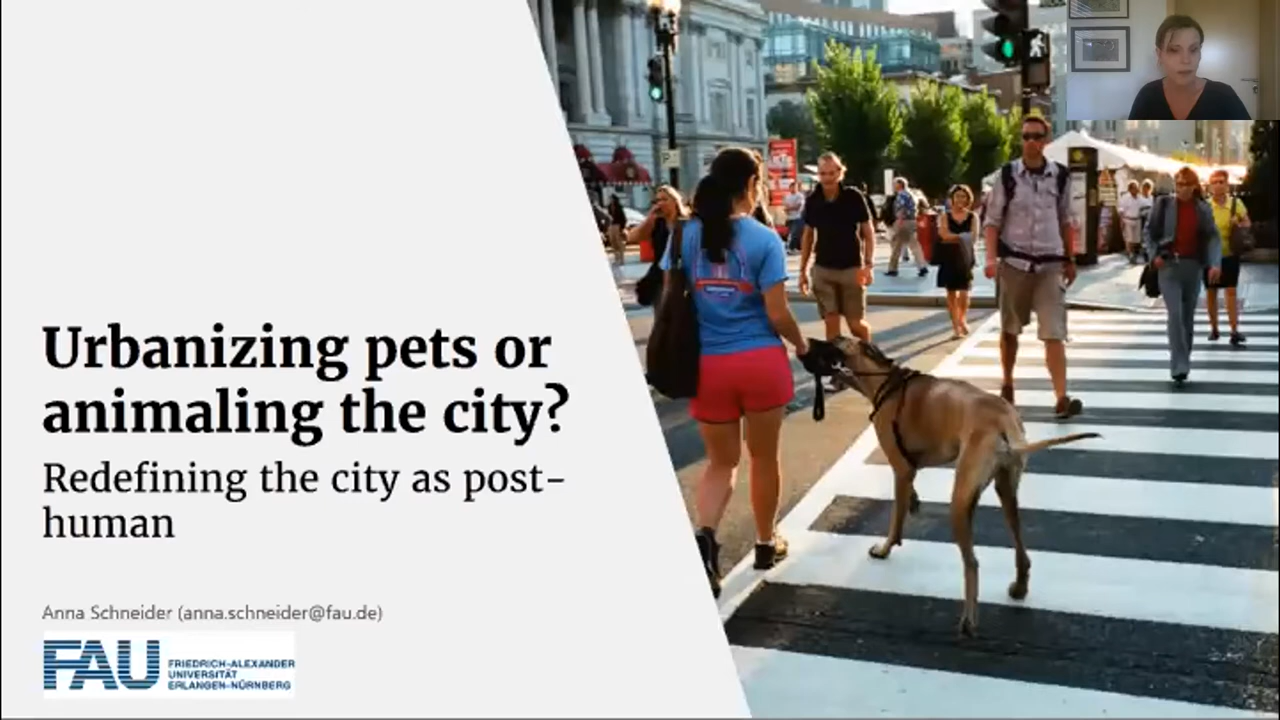 Urbanizing pets or
animaling the city?
Redefining the city as post-
human
Anna Schneider (anna.schneider@fau.de)
FAU
FRIEDRICH-ALEXANDER
UNIVERSITÄT
ERLANGEN-NÜRNBERG